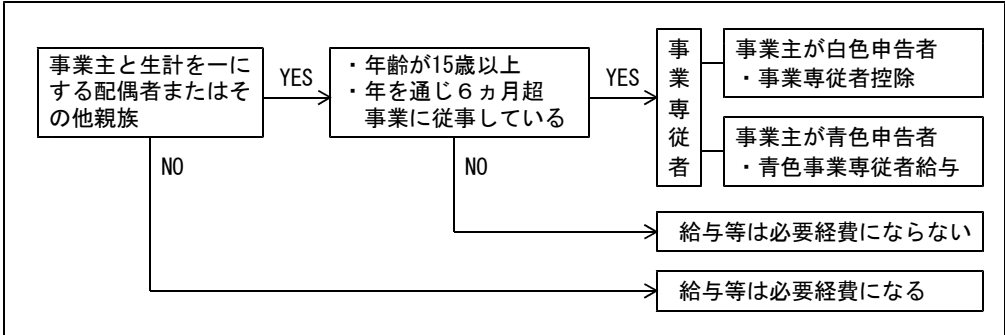 事業主と生計を一に
する配偶者またはそ
の他親族
YES
・年齢が15歳以上
・年を通じ６ヵ月超
事業に従事している
YES
事業専従者
事業主が白色申告者
・事業専従者控除
事業主が青色申告者
・青色事業専従者給与
NO
NO
給与等は必要経費にならない
給与等は必要経費になる